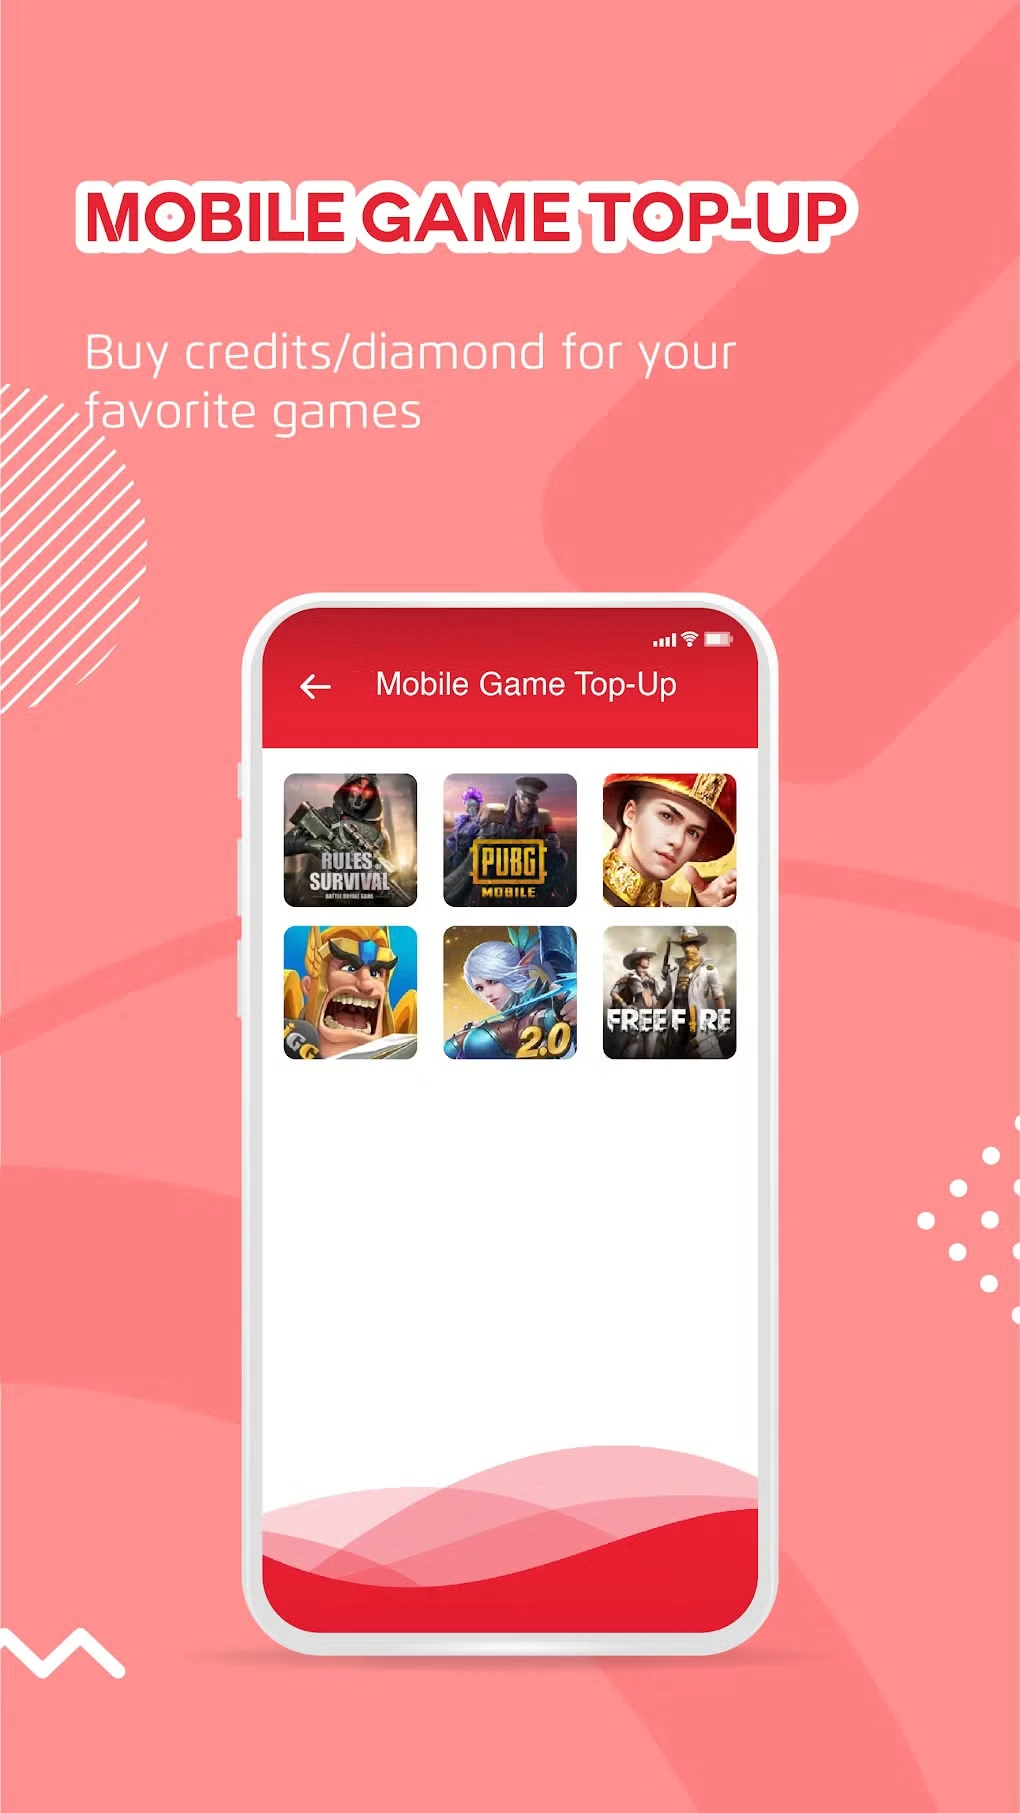 MOBILE GAME TOP-UP
Buy credits/diamond for your
favorite games
Mobile Game Top-Up
RULES OF
SURVIVAL
BATTLE ROYALE GAME
PUBG
MOBILE
IGG
2.0
FREE FIRE